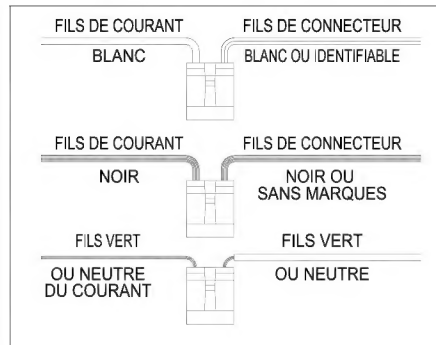 FILS DE COURANT
BLANC
FILS DE CONNECTEUR
BLANC OU IDENTIFIABLE
FILS DE COURANT
NOIR
FILS DE CONNECTEUR
NOIR OU
SANS MARQUES
FILS VERT
OU NEUTRE
DU COURANT
FILS VERT
OU NEUTRE